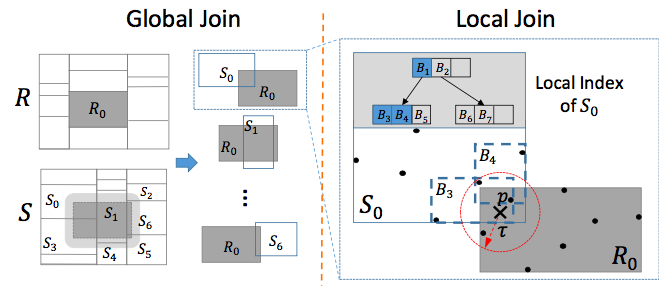 Global Join
Local Join
R
R₀
S
S₀
S₁
S₂
S₃
S₄
S₅
S₆
S₀
R₀
S₁
R₀
R₀
S₆
B₁
B₂
B₃
B₄
B₅
B₆
B₇
Local Index
of S₀
B₄
B₃
S₀
p
τ
R₀